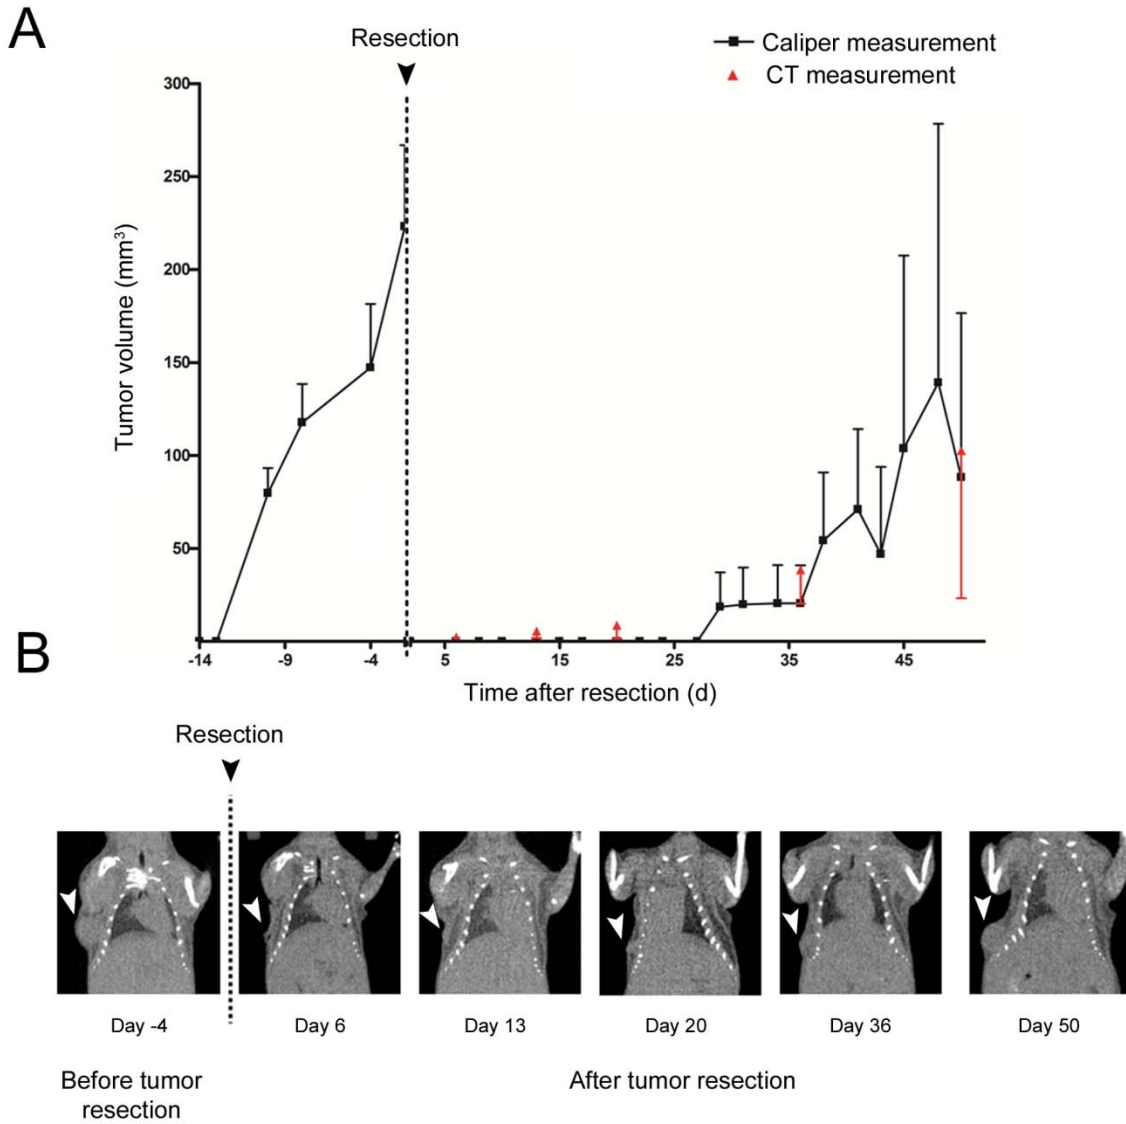 A
Resection
Caliper measurement
CT measurement
300
250
200
150
100
50
Tumor volume (mm³)
-14 -9 -4 5 15 25 35 45
Time after resection (d)
B
Resection
Day -4 Day 6 Day 13 Day 20 Day 36 Day 50
Before tumor
resection
After tumor resection